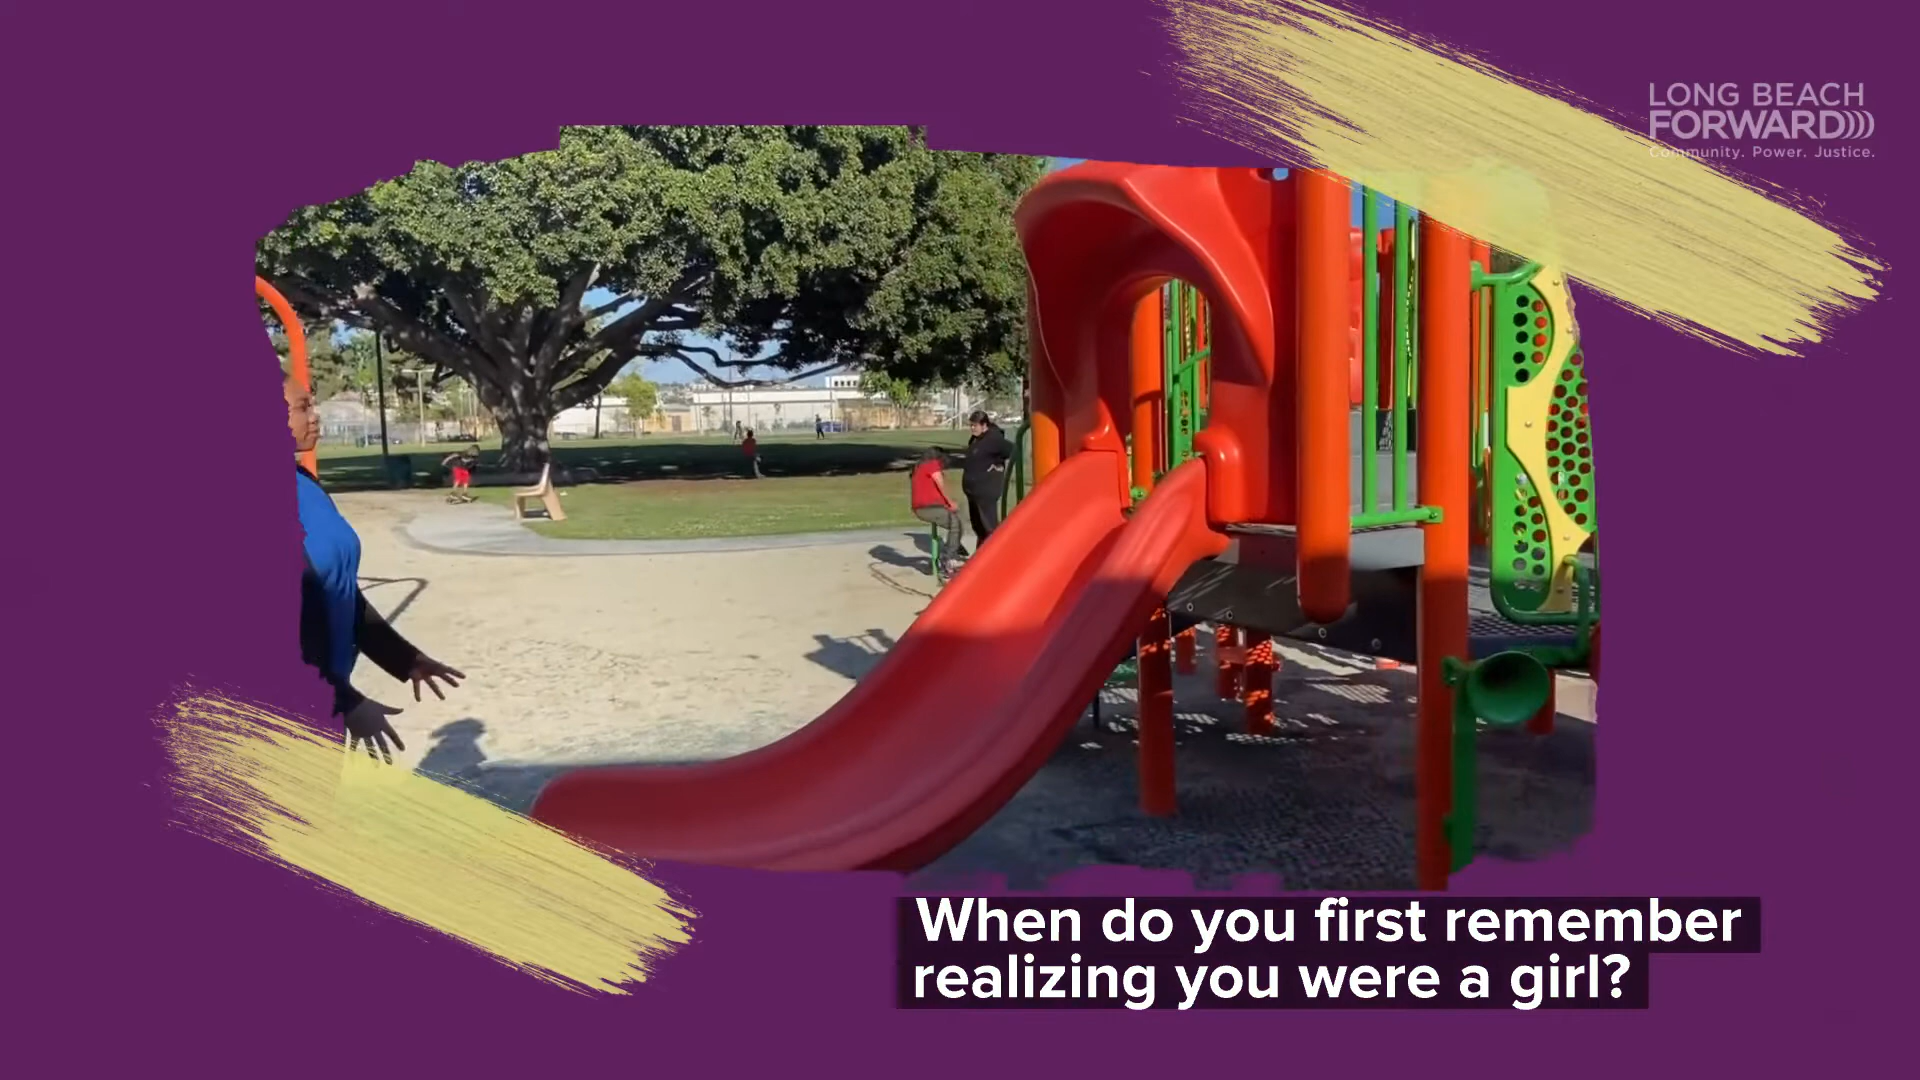 LONG BEACH
FORWARD
Community. Power. Justice.
When do you first remember
realizing you were a girl?